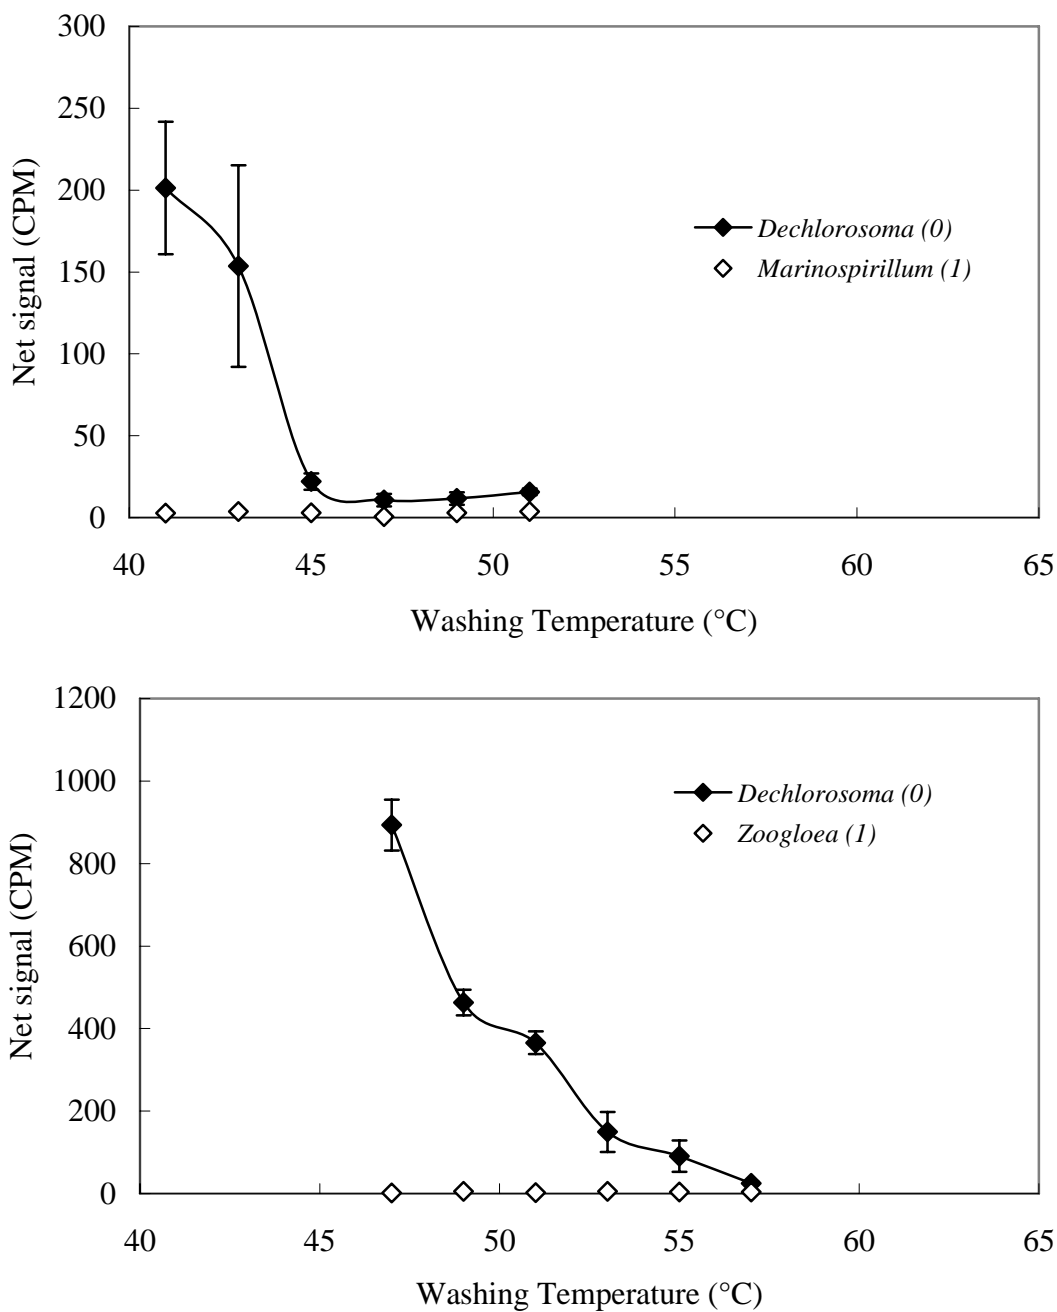 300
250
200
150
100
50
0
Net signal (CPM)
Dechlorosoma (0)
Marinospirillum (1)
40 45 50 55 60 65
Washing Temperature (°C)
1200
1000
800
600
400
200
0
Net signal (CPM)
Dechlorosoma (0)
Zoogloea (1)
40 45 50 55 60 65
Washing Temperature (°C)